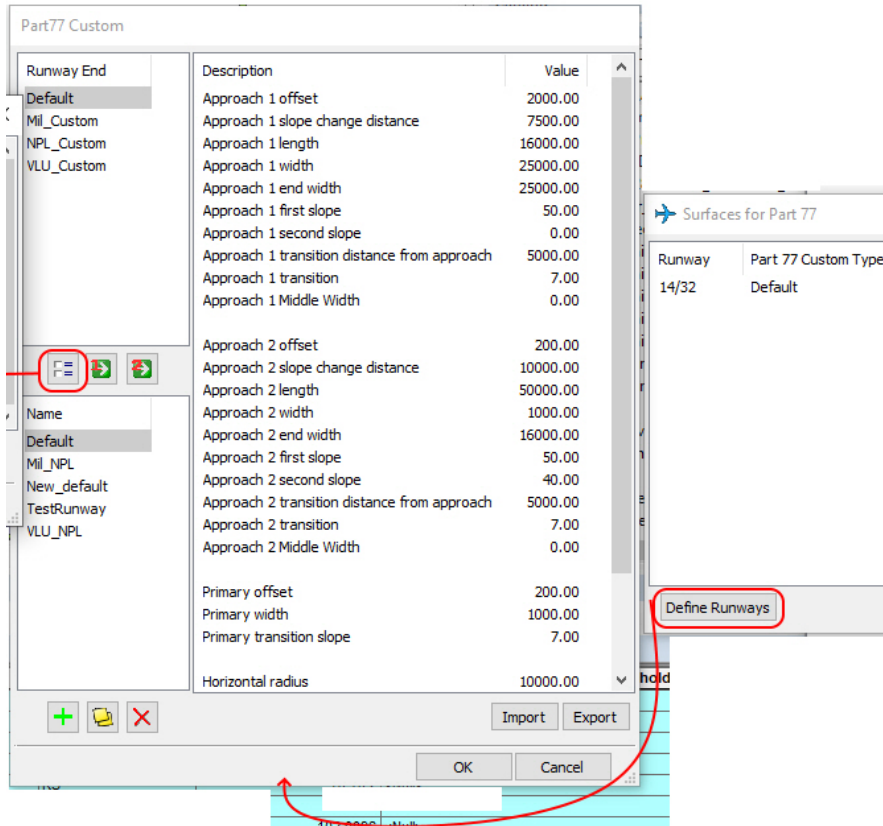 Part77 Custom
Runway End
Default
Mil_Custom
NPL_Custom
VLU_Custom
Name
Default
Mil_NPL
New_default
TestRunway
VLU_NPL
Description Value
Approach 1 offset 2000.00
Approach 1 slope change distance 7500.00
Approach 1 length 16000.00
Approach 1 width 25000.00
Approach 1 end width 25000.00
Approach 1 first slope 50.00
Approach 1 second slope 0.00
Approach 1 transition distance from approach 5000.00
Approach 1 transition 7.00
Approach 1 Middle Width 0.00
Approach 2 offset 200.00
Approach 2 slope change distance 10000.00
Approach 2 length 50000.00
Approach 2 width 1000.00
Approach 2 end width 16000.00
Approach 2 first slope 50.00
Approach 2 second slope 40.00
Approach 2 transition distance from approach 5000.00
Approach 2 transition 7.00
Approach 2 Middle Width 0.00
Primary offset 200.00
Primary width 1000.00
Primary transition slope 7.00
Horizontal radius 10000.00
Import Export
OK Cancel
Surfaces for Part 77
Runway Part 77 Custom Type
14/32 Default
Define Runways
hold